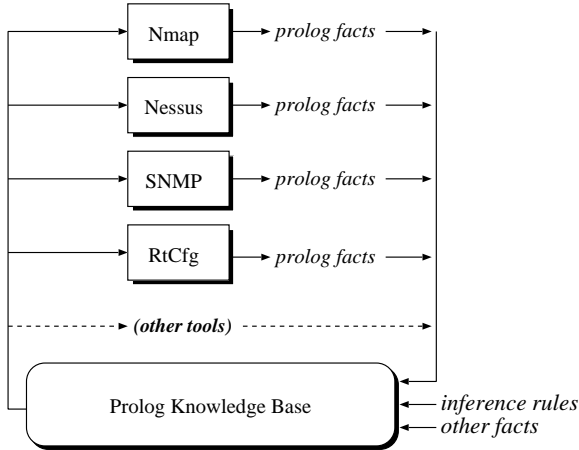 Nmap prolog facts
Nessus prolog facts
SNMP prolog facts
RtCfg prolog facts
(other tools)
Prolog Knowledge Base
inference rules
other facts